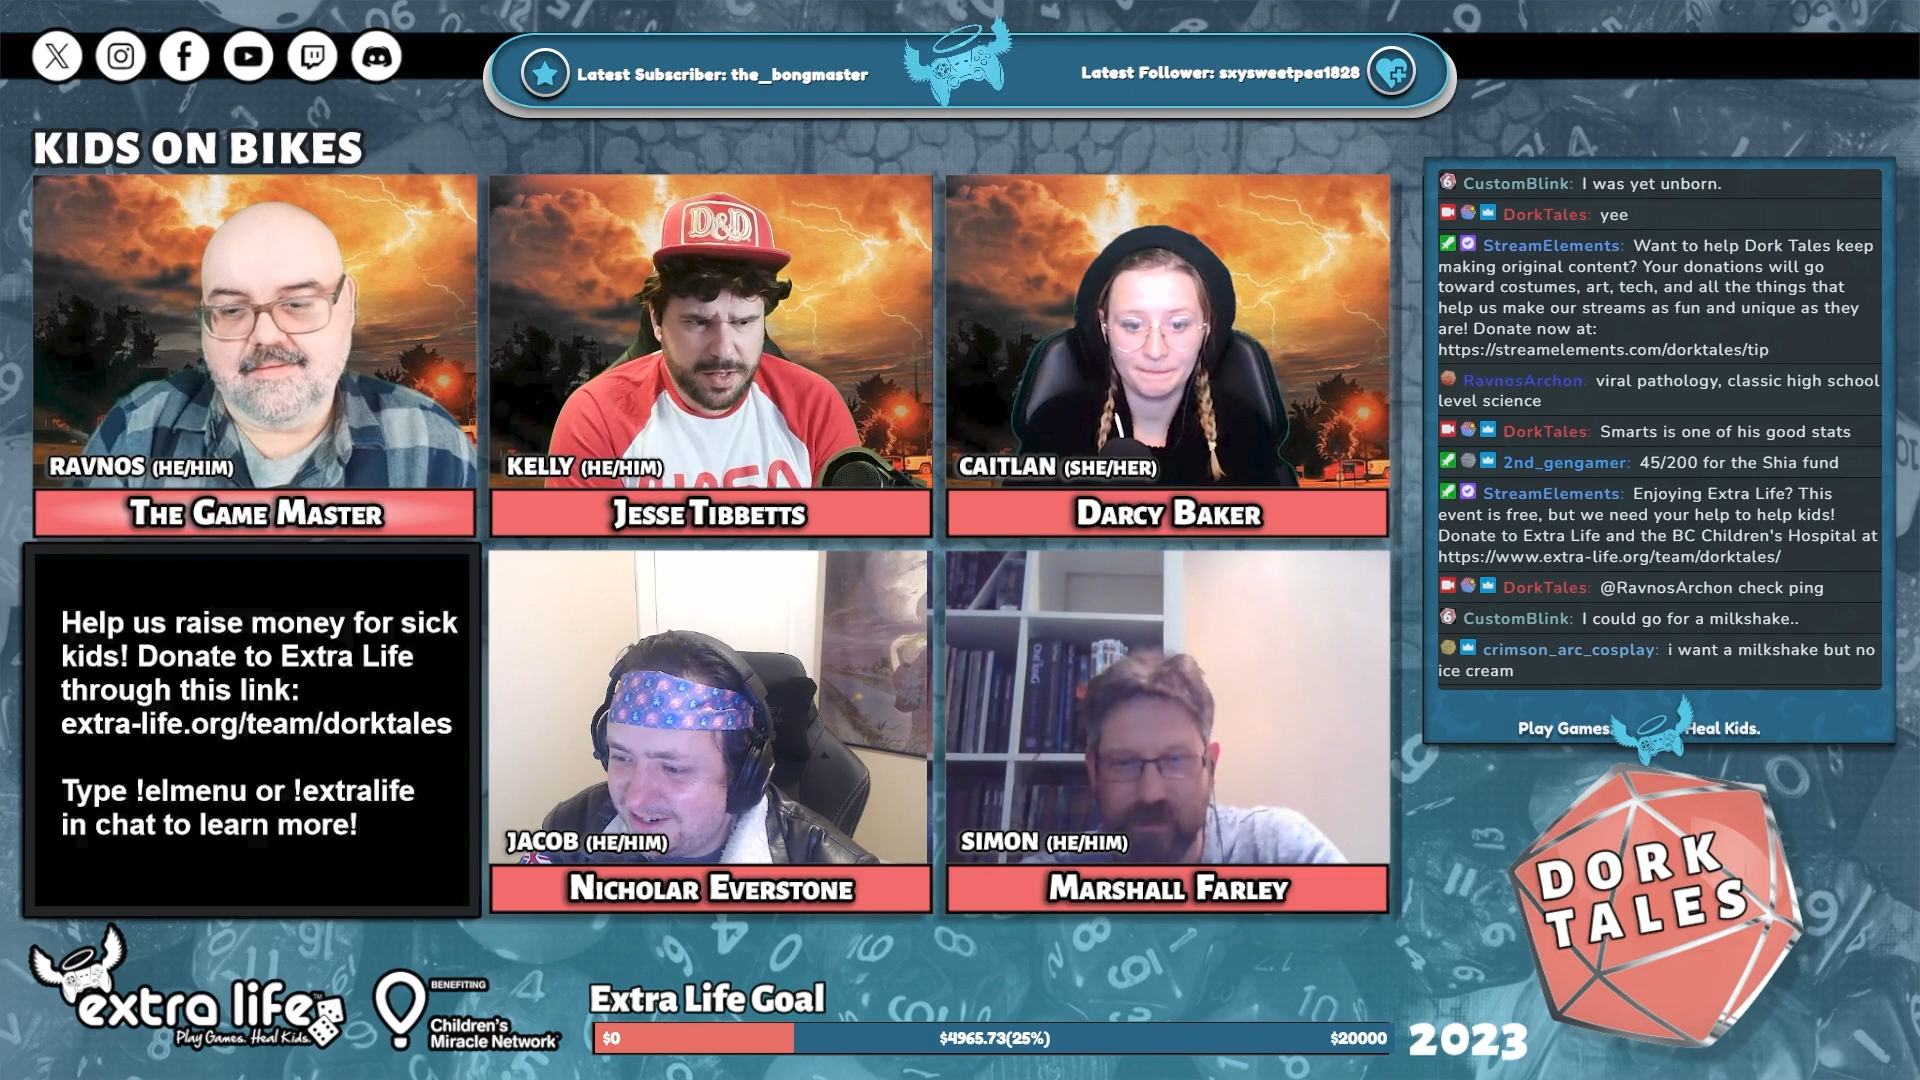 Latest Subscriber: the_bongmaster
Latest Follower: sxysweetpea1828
KIDS ON BIKES
D&D
RAVNOS (HE/HIM)
THE GAME MASTER
NASA
KELLY (HE/HIM)
JESSE TIBBETTS
CAITLAN (SHE/HER)
DARCY BAKER
Help us raise money for sick
kids! Donate to Extra Life
through this link:
extra-life.org/team/dorktales
Type !elmenu or !extralife
in chat to learn more!
JACOB (HE/HIM)
NICHOLAR EVERSTONE
SIMON (HE/HIM)
MARSHALL FARLEY
CustomBlink: I was yet unborn.
DorkTales: yee
StreamElements: Want to help Dork Tales keep
making original content? Your donations will go
toward costumes, art, tech, and all the things that
help us make our streams as fun and unique as they
are! Donate now at:
https://streamelements.com/dorktales/tip
RavnosArchon: viral pathology, classic high school
level science
DorkTales: Smarts is one of his good stats
2nd_gengamer: 45/200 for the Shia fund
StreamElements: Enjoying Extra Life? This
event is free, but we need your help to help kids!
Donate to Extra Life and the BC Children's Hospital at
https://www.extra-life.org/team/dorktales/
DorkTales: @RavnosArchon check ping
CustomBlink: I could go for a milkshake..
crimson_arc_cosplay: i want a milkshake but no
ice cream
Play Games. Heal Kids.
DORK
TALES
extra life™
Play Games. Heal Kids.
BENEFITING
Children's
Miracle Network®
Extra Life Goal
$0
$4965.73(25%)
$20000
2023